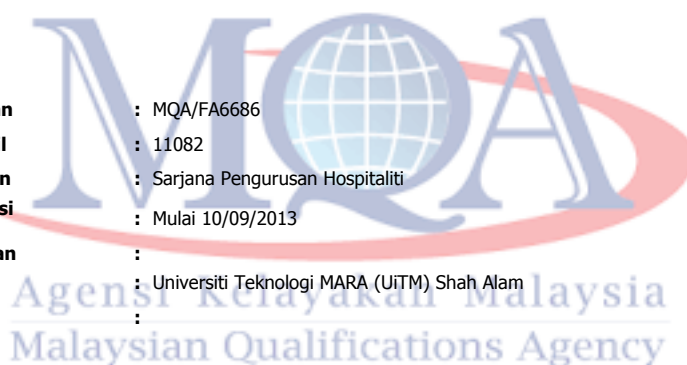 MQA
an : MQA/FA6686
l : 11082
n : Sarjana Pengurusan Hospitaliti
si : Mulai 10/09/2013
an :
: Universiti Teknologi MARA (UiTM) Shah Alam
:
Agensi Kelayakan Malaysia
Malaysian Qualifications Agency